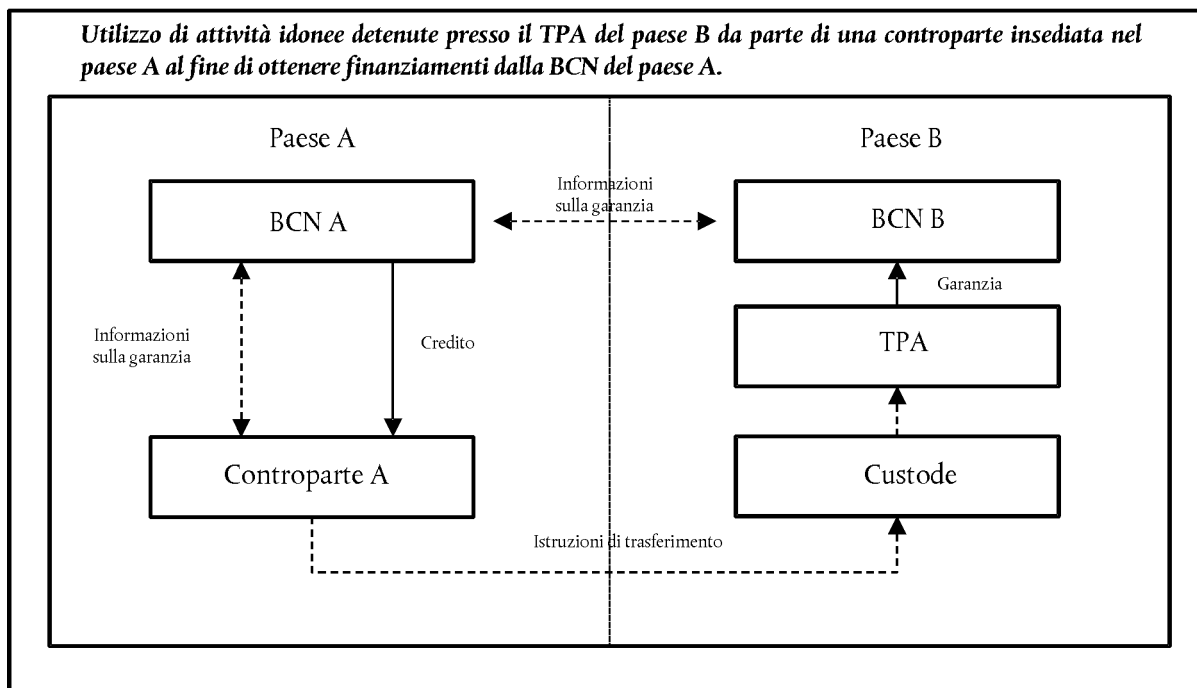 Utilizzo di attività idonee detenute presso il TPA del paese B da parte di una controparte insediata nel
paese A al fine di ottenere finanziamenti dalla BCN del paese A.
Paese A
Paese B
BCN A
Informazioni
sulla garanzia
BCN B
Garanzia
Informazioni
sulla garanzia
Credito
TPA
Controparte A
Custode
Istruzioni di trasferimento